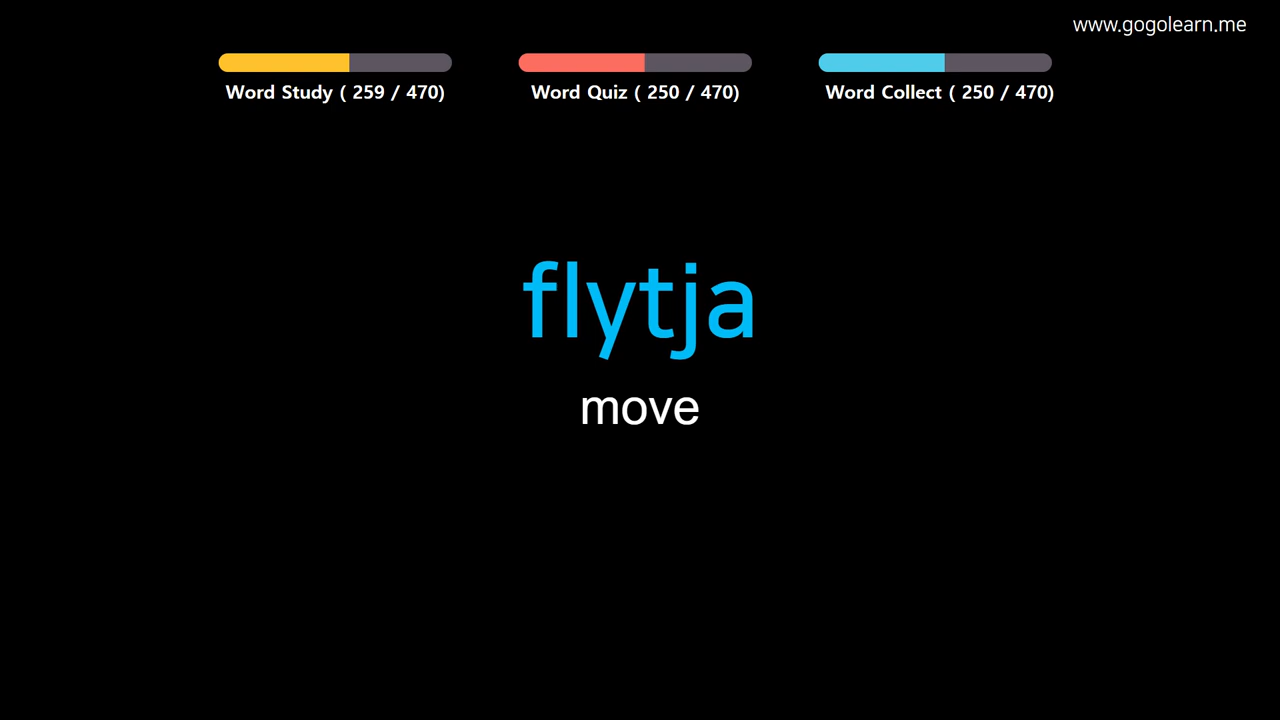 www.gogolearn.me
Word Study ( 259 / 470)
Word Quiz ( 250 / 470)
Word Collect ( 250 / 470)
flytja
move